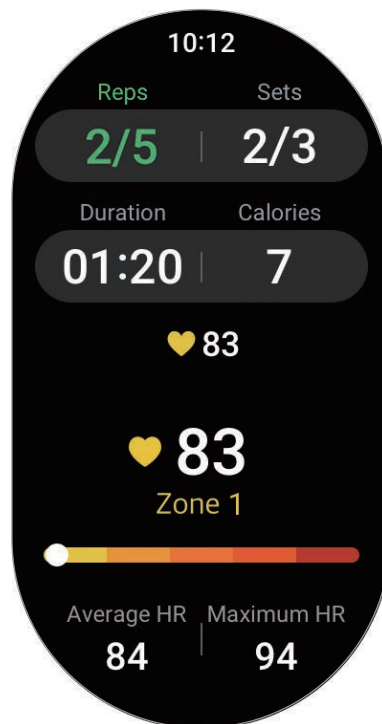 10:12
Reps Sets
2/5 2/3
Duration Calories
01:20 7
83
83
Zone 1
Average HR Maximum HR
84 94